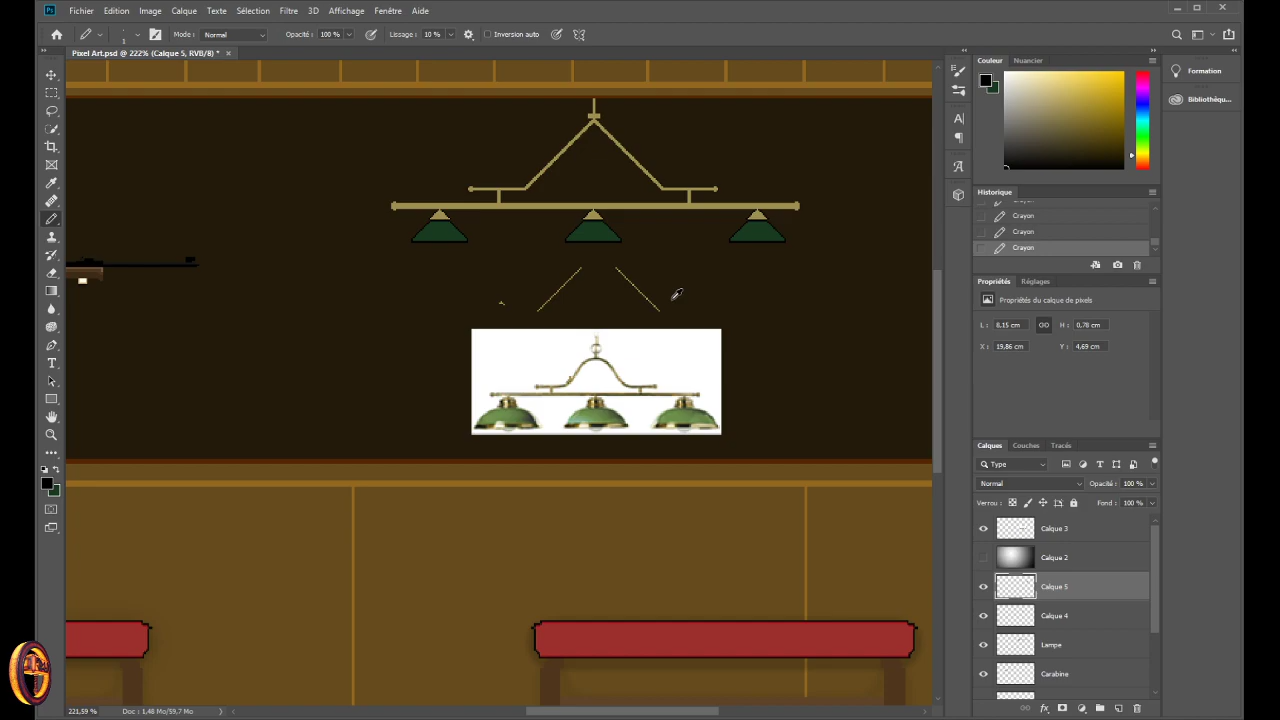 Fichier Edition Image Calque Texte Sélection Filtre 3D Affichage Fenêtre Aide
1 Mode : Normal Opacité : 100 % Lissage : 10 % Inversion auto
Pixel Art.psd @ 222% (Calque 5, RVB/8) *
Couleur Nuancier
Formation
Bibliothèqu...
Historique
Crayon
Crayon
Crayon
Propriétés Réglages
Propriétés du calque de pixels
L : 8,15 cm H : 0,78 cm
X : 19,86 cm Y : 4,69 cm
Calques Couches Tracés
Type
Normal Opacité : 100 %
Verrou : Fond : 100 %
Calque 3
Calque 2
Calque 5
Calque 4
Lampe
Carabine
221,59 % Doc : 1,48 Mo/59,7 Mo